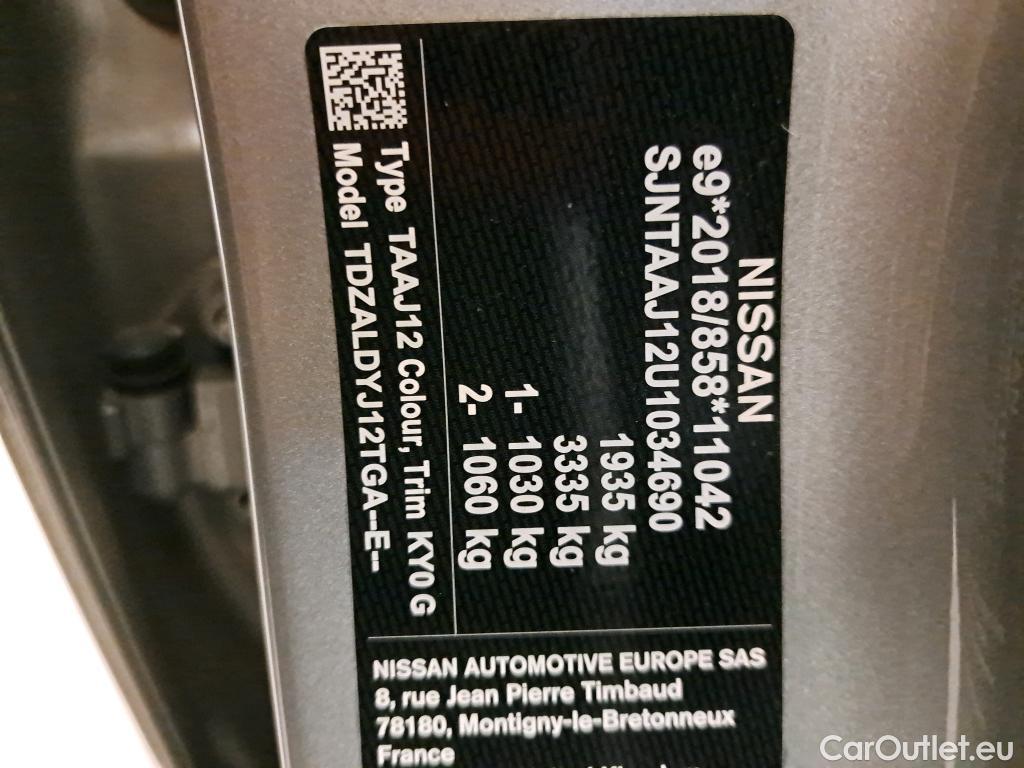 NISSAN
e9*2018/858*11042
SJNTAAJ12U1034690
1935 kg
3335 kg
1- 1030 kg
2- 1060 kg
Type TAAJ12 Colour, Trim KY0 G
Model TDZALDYJ12TGA--E--
NISSAN AUTOMOTIVE EUROPE SAS
8, rue Jean Pierre Timbaud
78180, Montigny-le-Bretonneux
France
CarOutlet.eu